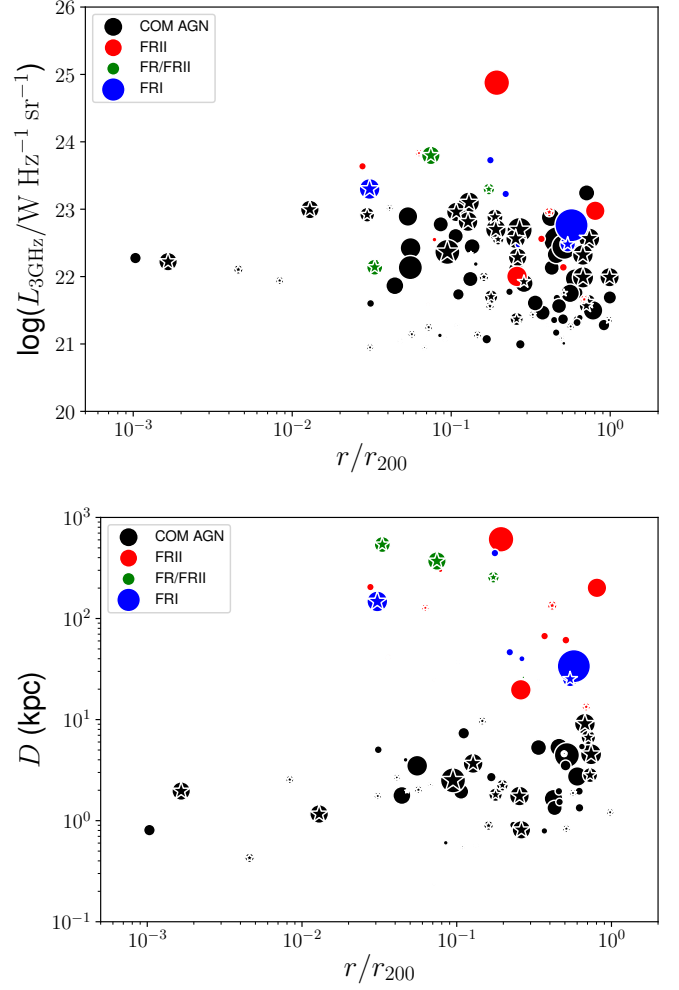 26
25
24
23
22
21
20
log(L3GHz/W Hz−1 sr−1)
COM AGN
FRII
FR/FRII
FRI
10−3
10−2
10−1
100
r/r200
103
102
101
100
10−1
D (kpc)
COM AGN
FRII
FR/FRII
FRI
10−3
10−2
10−1
100
r/r200